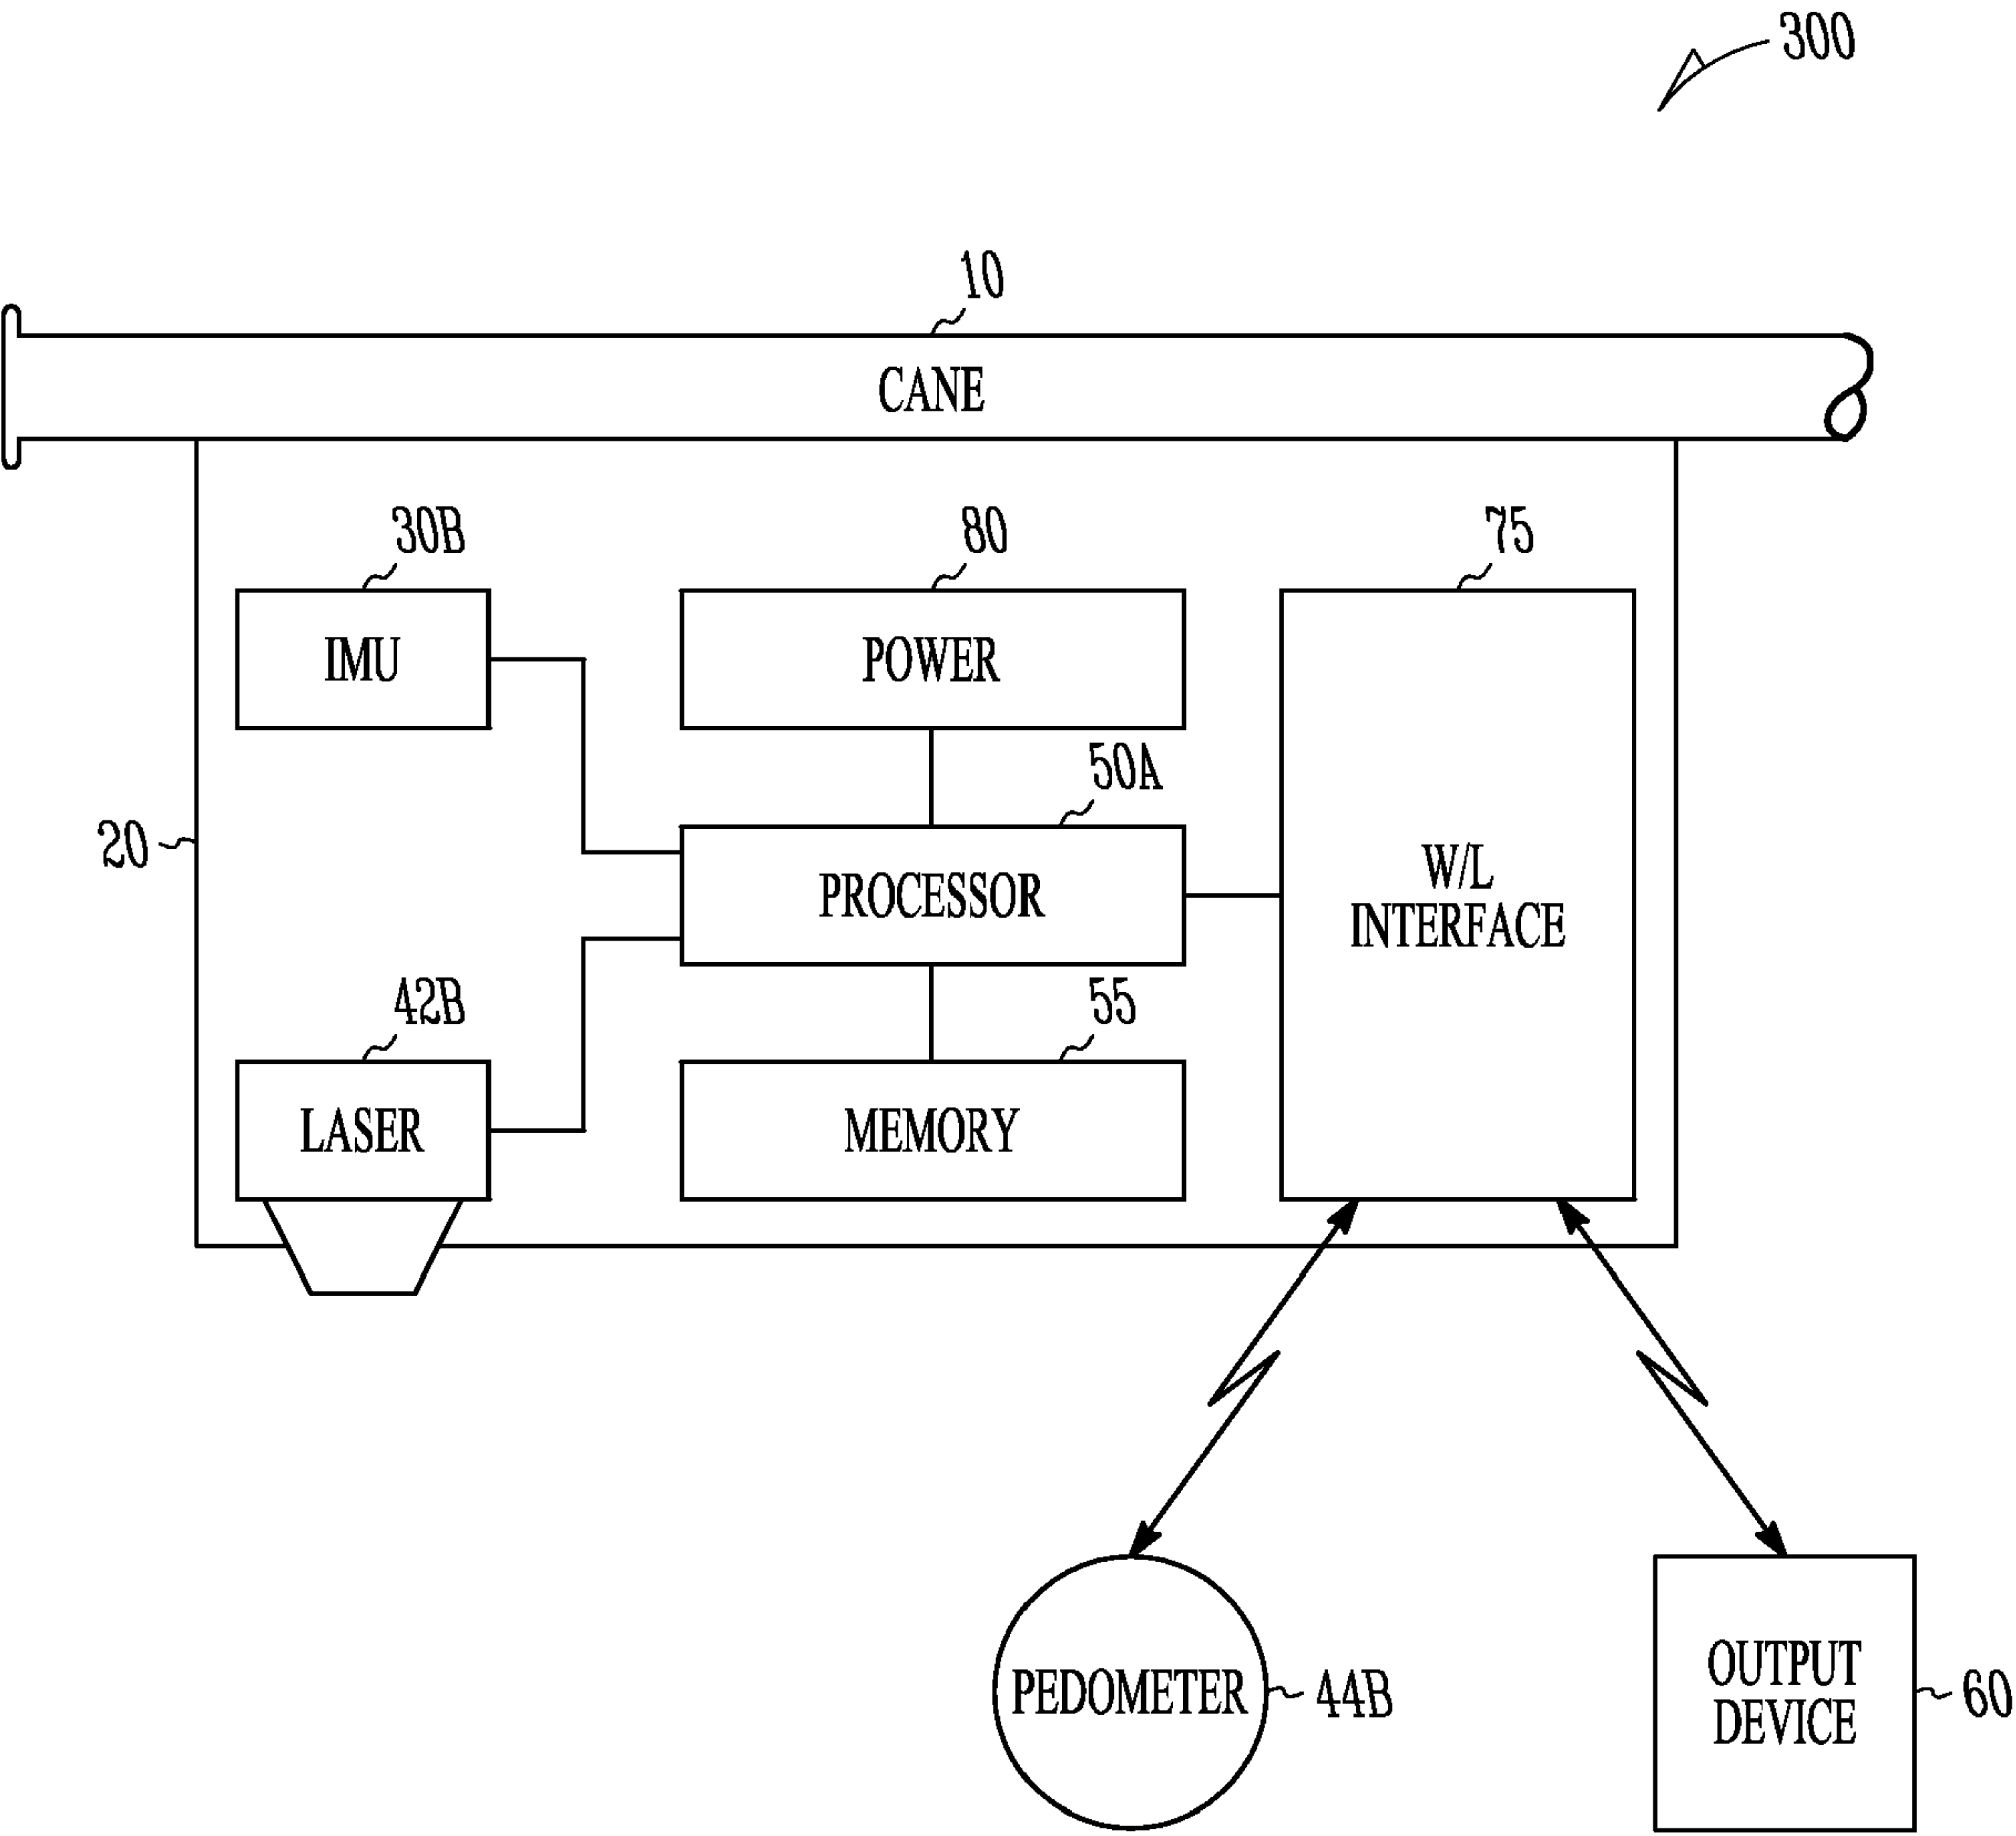 300
10
CANE
30B
80
75
IMU
POWER
50A
20
PROCESSOR
W/L
INTERFACE
42B
55
LASER
MEMORY
PEDOMETER
44B
OUTPUT
DEVICE
60